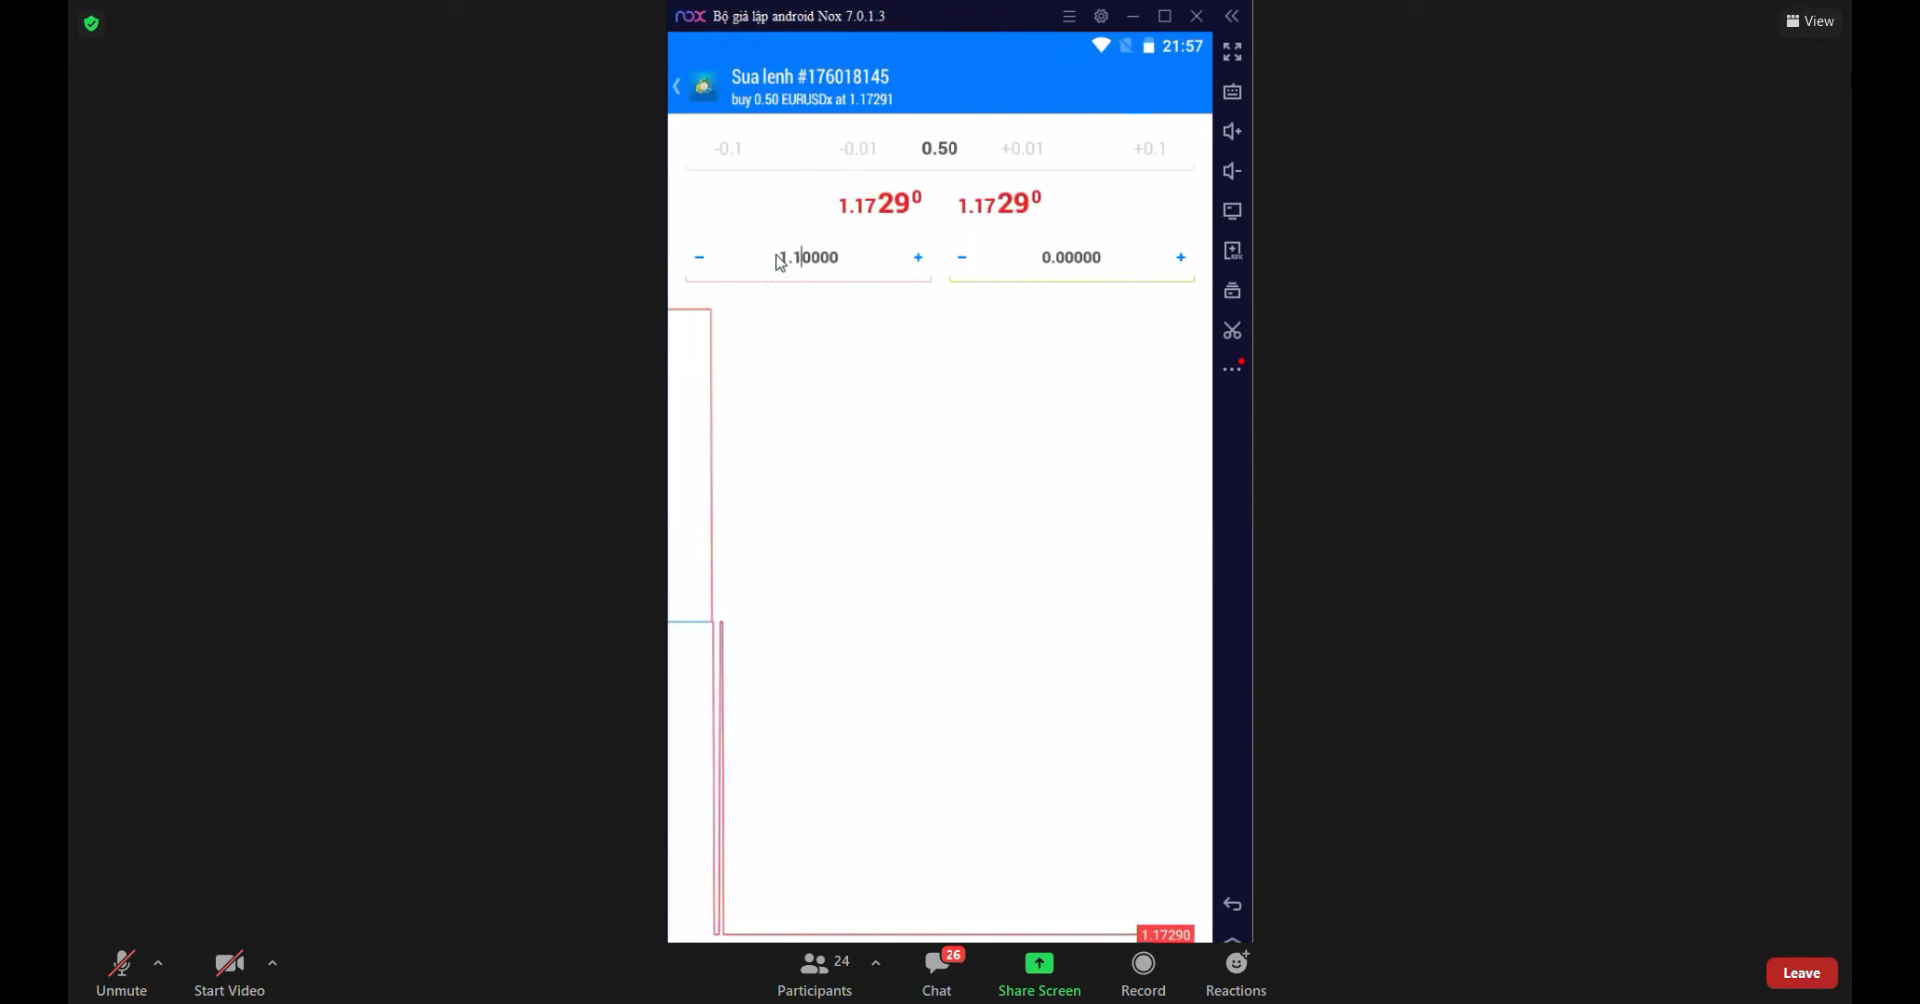 nox Bộ giả lập android Nox 7.0.1.3
View
21:57
Sua lenh #176018145
buy 0.50 EURUSDx at 1.17291
-0.1 -0.01 0.50 +0.01 +0.1
1.17290 1.17290
- 1.10000 + - 0.00000 +
1.17290
Unmute Start Video 24 Participants 26 Chat Share Screen Record Reactions Leave